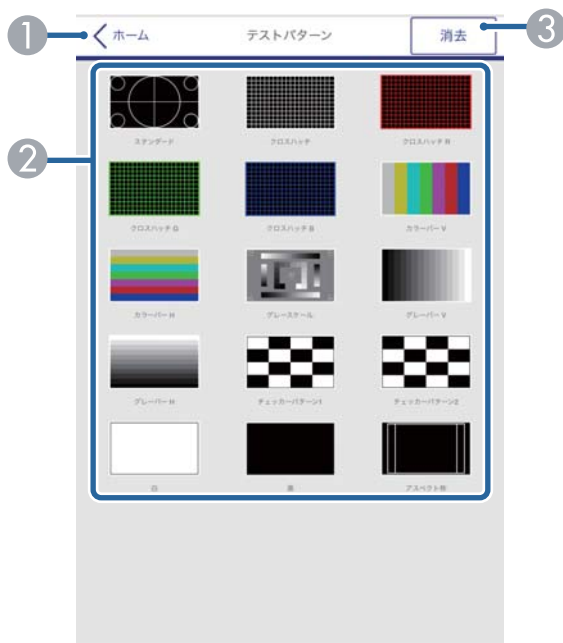 1 ホーム テストパターン 消去 3
2
スタンダード クロスハッチ クロスハッチ R
クロスハッチ G クロスハッチ B カラーバー V
カラーバー H グレースケール グレーバー V
グレーバー H チェッカーパターン1 チェッカーパターン2
白 黒 アスペクト枠